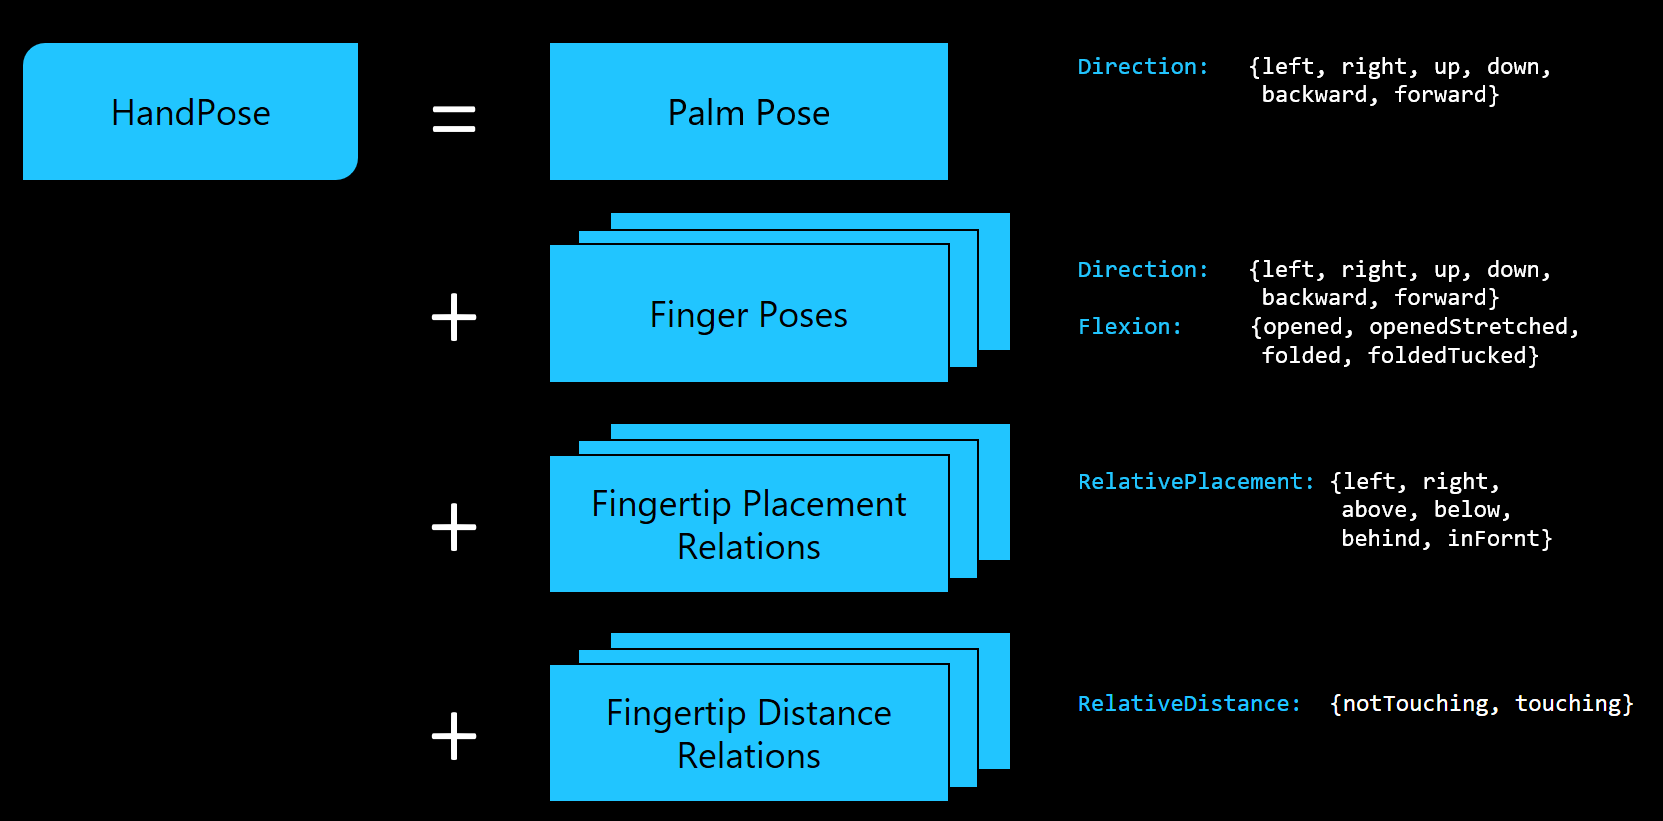 HandPose
=
Palm Pose
Direction: {left, right, up, down,
backward, forward}
+
Finger Poses
Direction: {left, right, up, down,
backward, forward}
Flexion: {opened, openedStretched,
folded, foldedTucked}
+
Fingertip Placement
Relations
RelativePlacement: {left, right,
above, below,
behind, inFornt}
+
Fingertip Distance
Relations
RelativeDistance: {notTouching, touching}